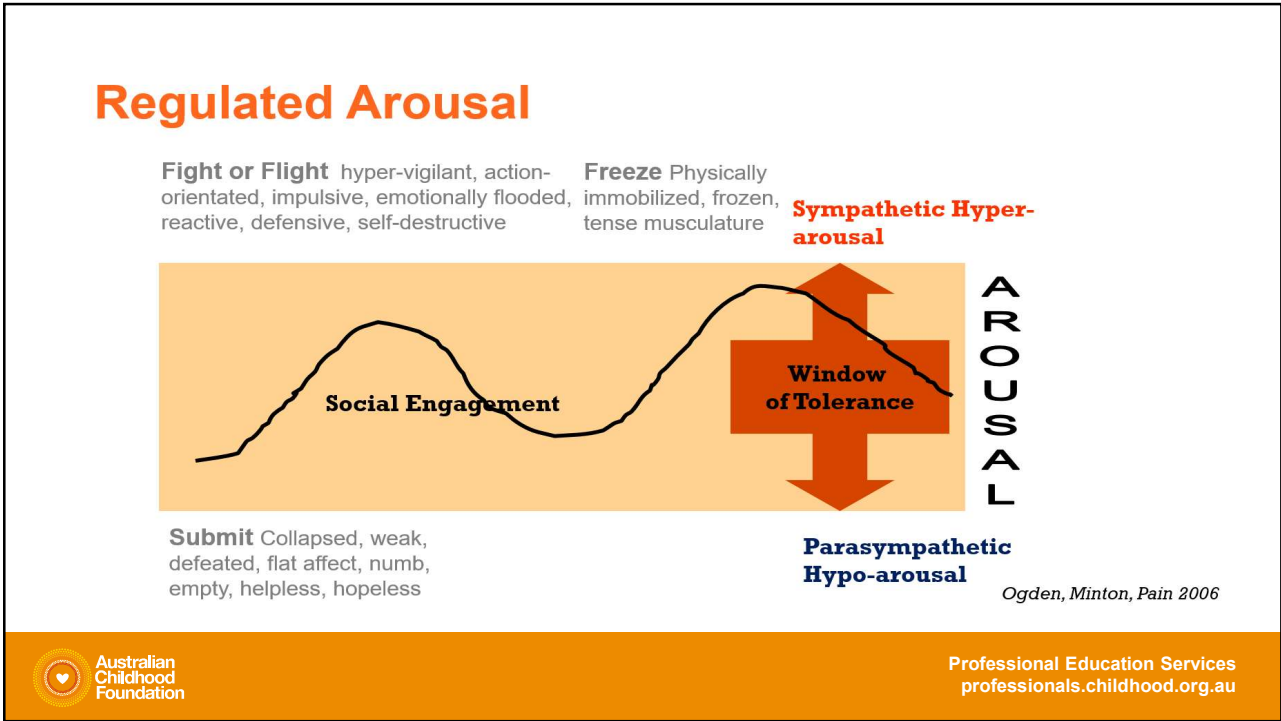 Regulated Arousal
Fight or Flight hyper-vigilant, action-
orientated, impulsive, emotionally flooded,
reactive, defensive, self-destructive
Freeze Physically
immobilized, frozen,
tense musculature
Sympathetic Hyper-
arousal
Social Engagement
Window
of Tolerance
A
R
O
U
S
A
L
Submit Collapsed, weak,
defeated, flat affect, numb,
empty, helpless, hopeless
Parasympathetic
Hypo-arousal
Ogden, Minton, Pain 2006
Australian
Childhood
Foundation
Professional Education Services
professionals.childhood.org.au